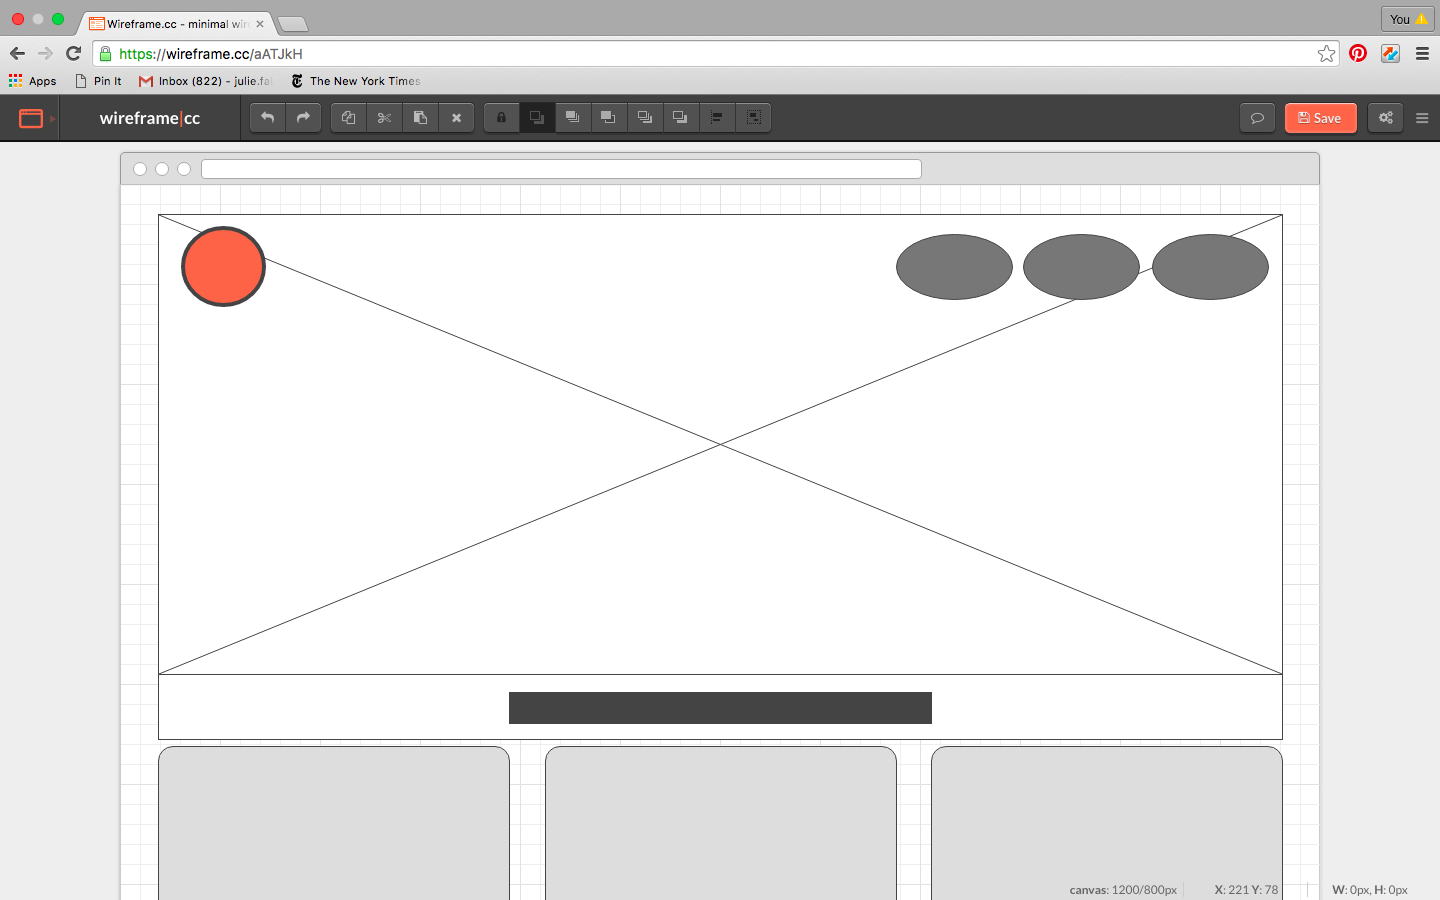 Wireframe.cc - minimal wir
You
https://wireframe.cc/aATJkH
Apps
Pin It
Inbox (822) - julie.fa
The New York Times
wireframe|cc
Save
canvas: 1200/800px
X: 221 Y: 78
W: 0px, H: 0px